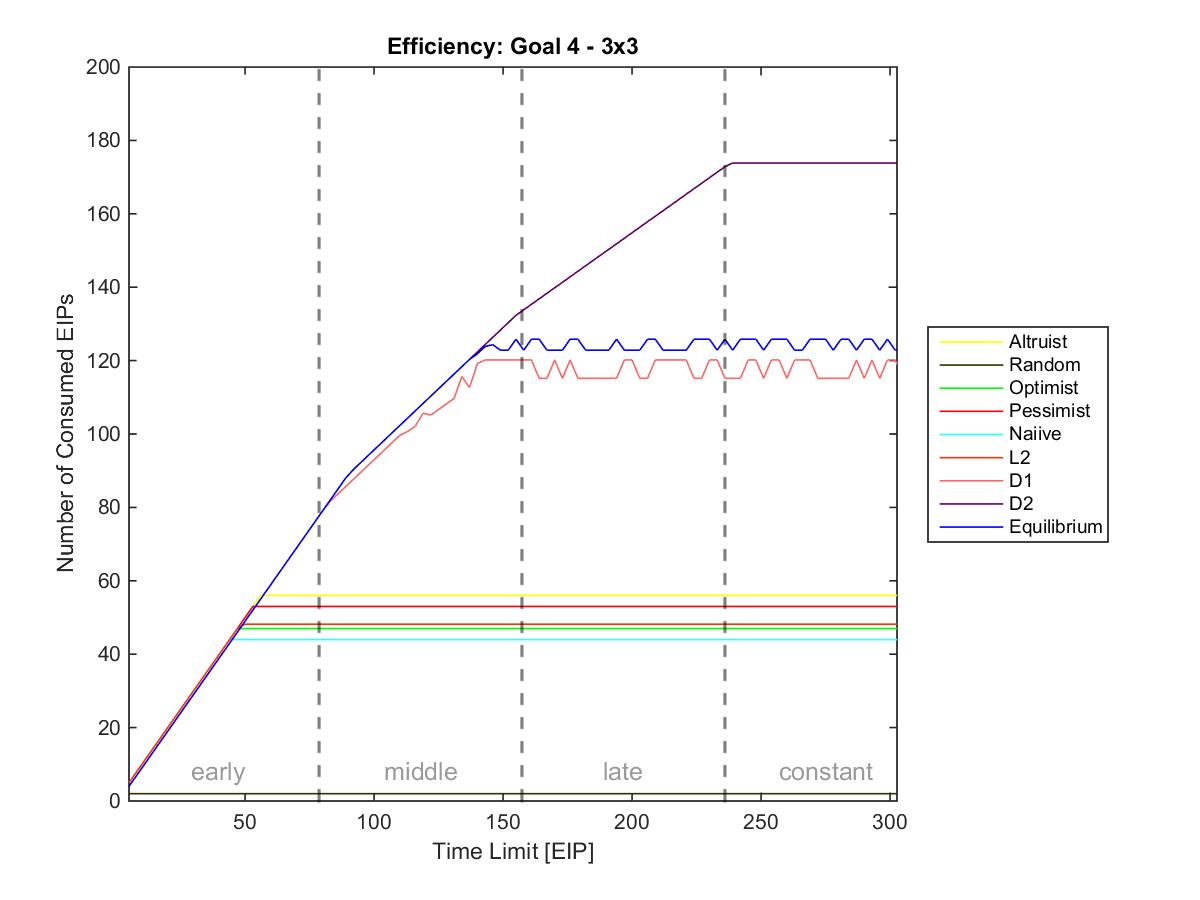 Efficiency: Goal 4 - 3x3
200
180
160
140
120
100
80
60
40
20
0
Number of Consumed EIPs
early middle late constant
50 100 150 200 250 300
Time Limit [EIP]
Altruist
Random
Optimist
Pessimist
Naiive
L2
D1
D2
Equilibrium